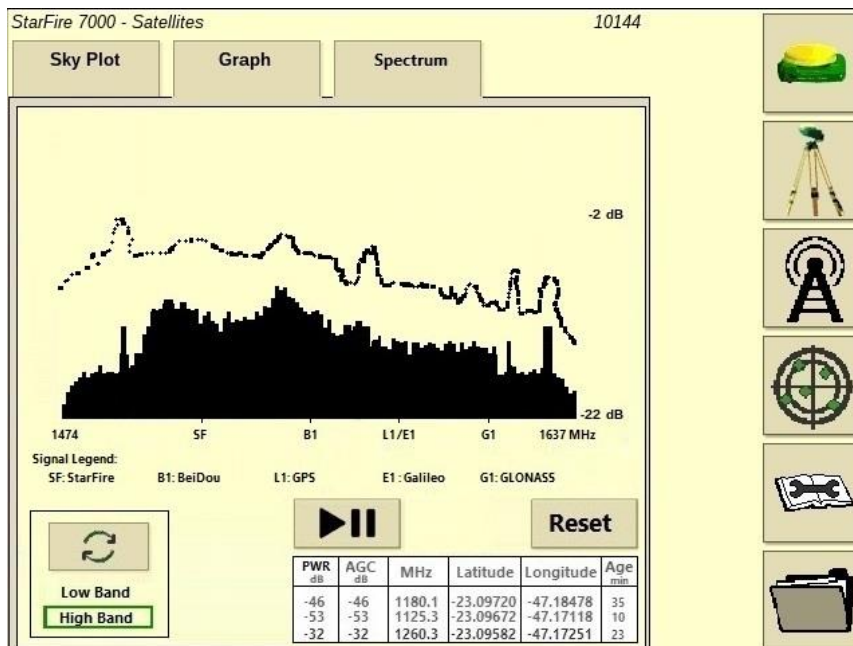 StarFire 7000 - Satellites 10144
Sky Plot Graph Spectrum
-2 dB
-22 dB
1474 SF B1 L1/E1 G1 1637 MHz
Signal Legend:
SF: StarFire B1: BeiDou L1: GPS E1 : Galileo G1: GLONASS
Reset
Low Band
High Band
PWR dB AGC dB MHz Latitude Longitude Age min
-46 -46 1180.1 -23.09720 -47.18478 35
-53 -53 1125.3 -23.09672 -47.17118 10
-32 -32 1260.3 -23.09582 -47.17251 23